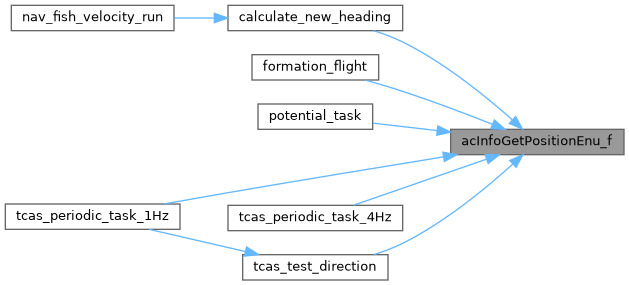 nav_fish_velocity_run
calculate_new_heading
formation_flight
potential_task
acInfoGetPositionEnu_f
tcas_periodic_task_1Hz
tcas_periodic_task_4Hz
tcas_test_direction